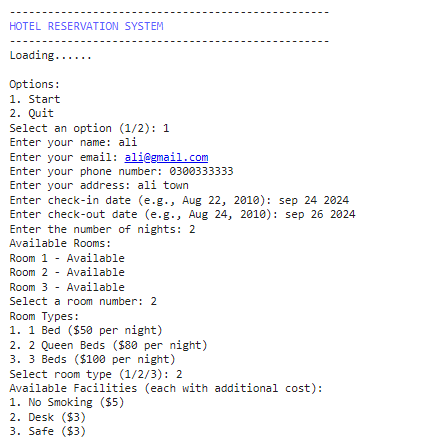 --------------------------------------------------
HOTEL RESERVATION SYSTEM
--------------------------------------------------
Loading......
Options:
1. Start
2. Quit
Select an option (1/2): 1
Enter your name: ali
Enter your email: ali@gmail.com
Enter your phone number: 0300333333
Enter your address: ali town
Enter check-in date (e.g., Aug 22, 2010): sep 24 2024
Enter check-out date (e.g., Aug 24, 2010): sep 26 2024
Enter the number of nights: 2
Available Rooms:
Room 1 - Available
Room 2 - Available
Room 3 - Available
Select a room number: 2
Room Types:
1. 1 Bed ($50 per night)
2. 2 Queen Beds ($80 per night)
3. 3 Beds ($100 per night)
Select room type (1/2/3): 2
Available Facilities (each with additional cost):
1. No Smoking ($5)
2. Desk ($3)
3. Safe ($3)